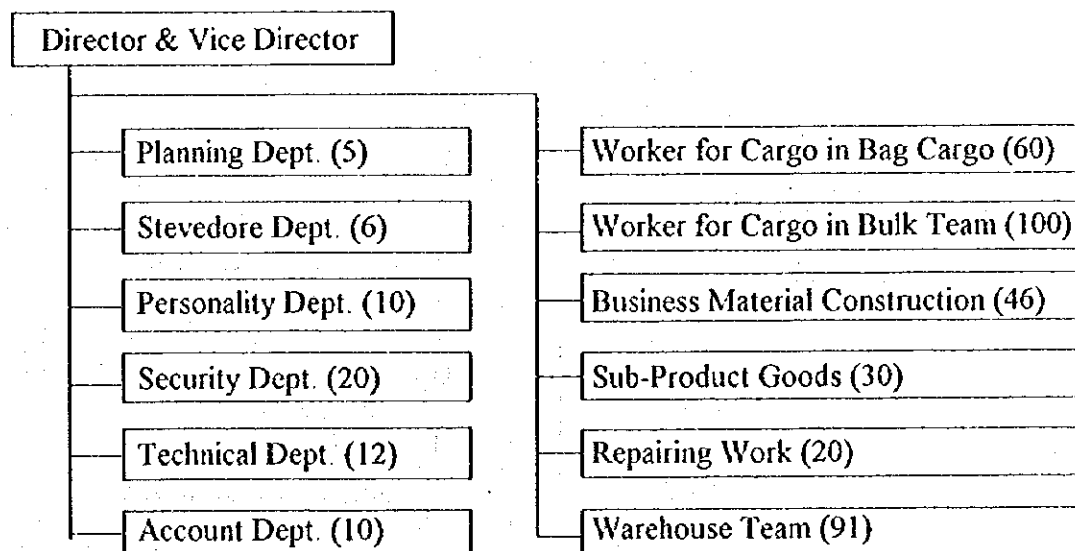 Director & Vice Director
Planning Dept. (5)
Stevedore Dept. (6)
Personality Dept. (10)
Security Dept. (20)
Technical Dept. (12)
Account Dept. (10)
Worker for Cargo in Bag Cargo (60)
Worker for Cargo in Bulk Team (100)
Business Material Construction (46)
Sub-Product Goods (30)
Repairing Work (20)
Warehouse Team (91)